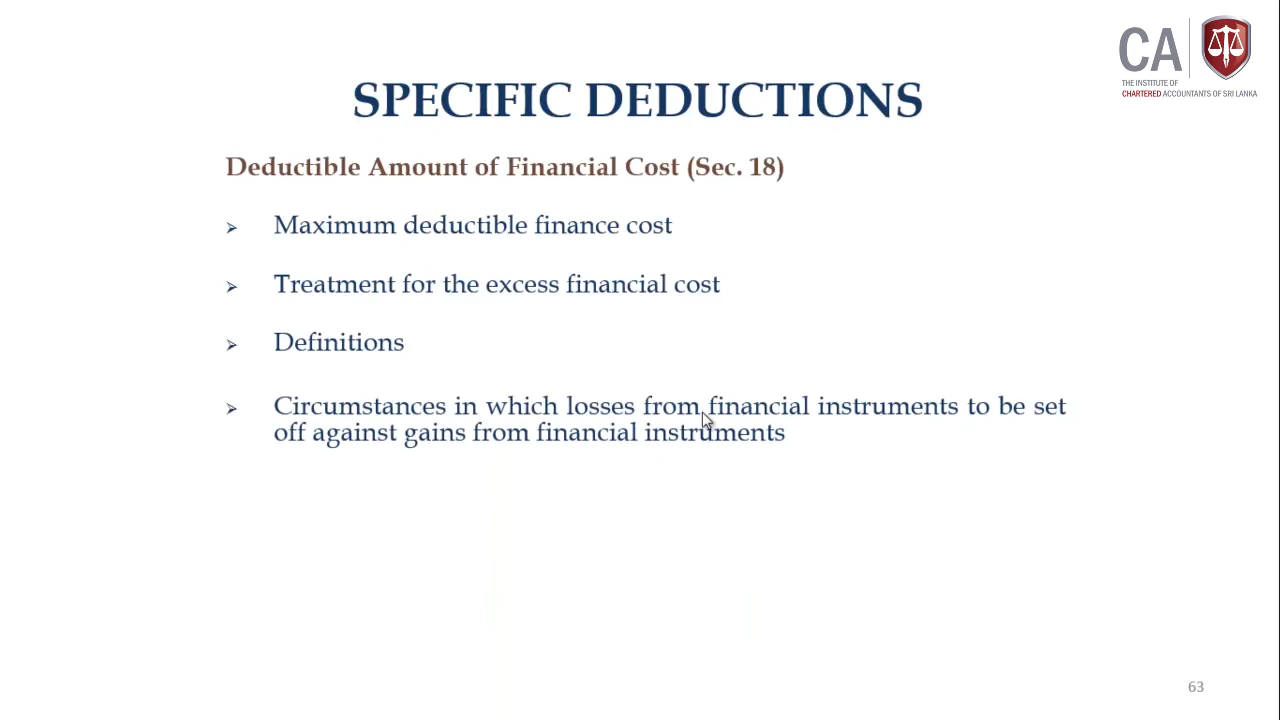 CA
THE INSTITUTE OF
CHARTERED ACCOUNTANTS OF SRI LANKA
SPECIFIC DEDUCTIONS
Deductible Amount of Financial Cost (Sec. 18)
➢ Maximum deductible finance cost
➢ Treatment for the excess financial cost
➢ Definitions
➢ Circumstances in which losses from financial instruments to be set
off against gains from financial instruments
63